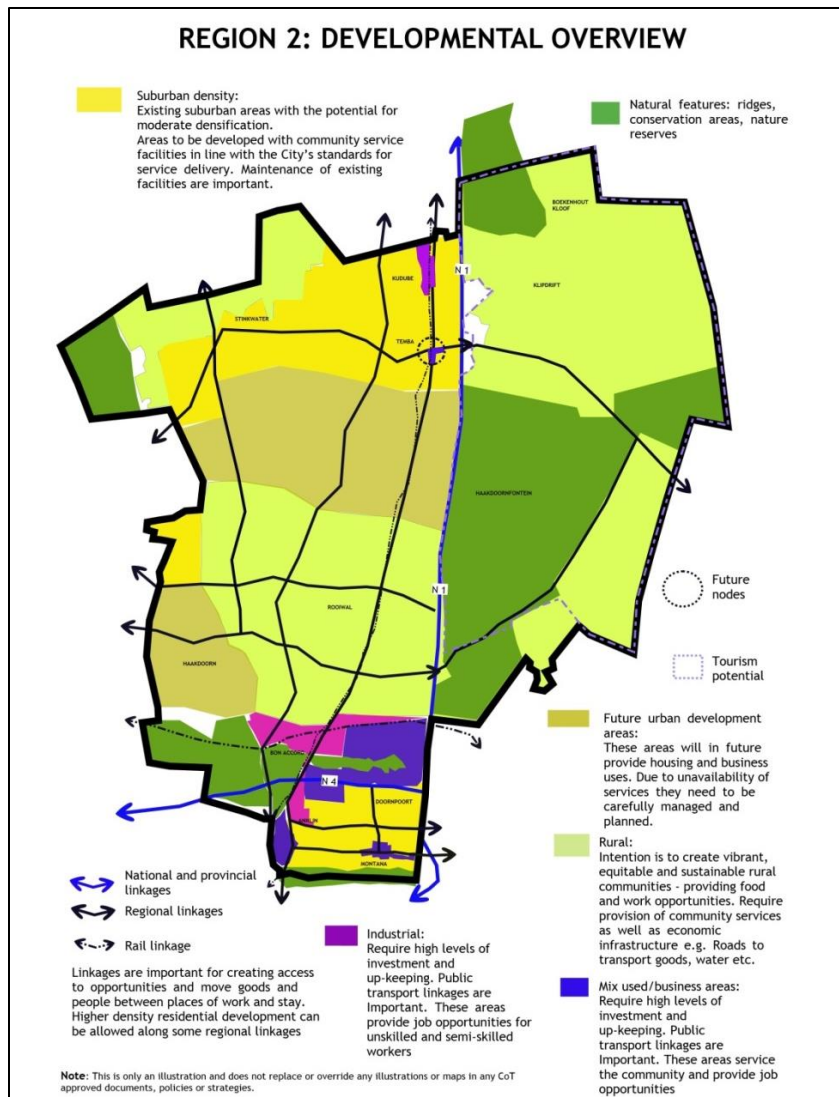 REGION 2: DEVELOPMENTAL OVERVIEW
Suburban density:
Existing suburban areas with the potential for
moderate densification.
Areas to be developed with community service
facilities in line with the City's standards for
service delivery. Maintenance of existing
facilities are important.
Natural features: ridges,
conservation areas, nature
reserves
BOEKENHOUT
KLOOF
N 1
KUDUBE
KLIPDRIFT
STINKWATER
TEMBA
HAAKDOORNFONTEIN
N 1
ROOIWAL
HAAKDOORN
BON ACCORD
N 4
DOORNPOORT
MONTANA
Future
nodes
Tourism
potential
Future urban development
areas:
These areas will in future
provide housing and business
uses. Due to unavailability of
services they need to be
carefully managed and
planned.
Rural:
Intention is to create vibrant,
equitable and sustainable rural
communities - providing food
and work opportunities. Require
provision of community services
as well as economic
infrastructure e.g. Roads to
transport goods, water etc.
National and provincial
linkages
Regional linkages
Rail linkage
Linkages are important for creating access
to opportunities and move goods and
people between places of work and stay.
Higher density residential development can
be allowed along some regional linkages
Industrial:
Require high levels of
investment and
up-keeping. Public
transport linkages are
Important. These areas
provide job opportunities for
unskilled and semi-skilled
workers
Mix used/business areas:
Require high levels of
investment and
up-keeping. Public
transport linkages are
Important. These areas service
the community and provide job
opportunities
Note: This is only an illustration and does not replace or override any illustrations or maps in any CoT
approved documents, policies or strategies.